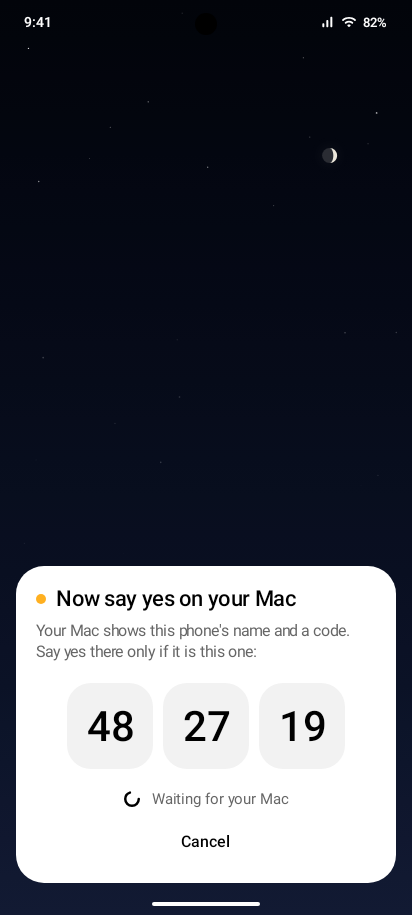 9:41
82%
Now say yes on your Mac
Your Mac shows this phone's name and a code.
Say yes there only if it is this one:
48 27 19
Waiting for your Mac
Cancel